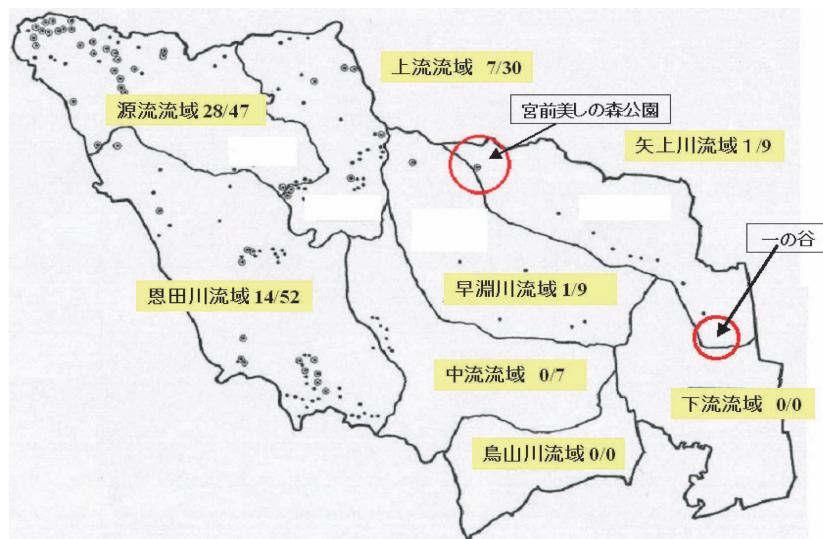 上流流域 7/30
宮前美しの森公園
源流流域 28/47
矢上川流域 1/9
一の谷
恩田川流域 14/52
早淵川流域 1/9
中流流域 0/7
下流流域 0/0
鳥山川流域 0/0